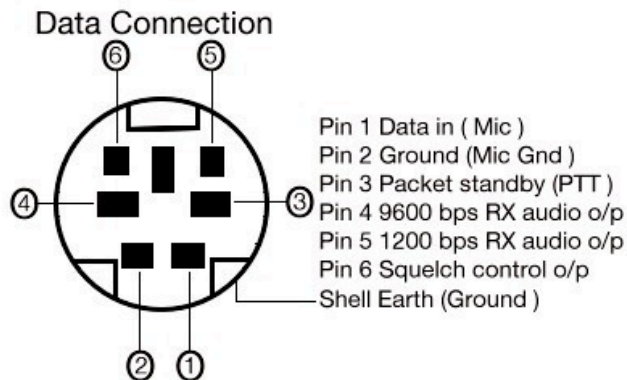 Data Connection
6 5
Pin 1 Data in ( Mic )
Pin 2 Ground (Mic Gnd )
4 3 Pin 3 Packet standby (PTT )
Pin 4 9600 bps RX audio o/p
Pin 5 1200 bps RX audio o/p
Pin 6 Squelch control o/p
Shell Earth (Ground )
2 1